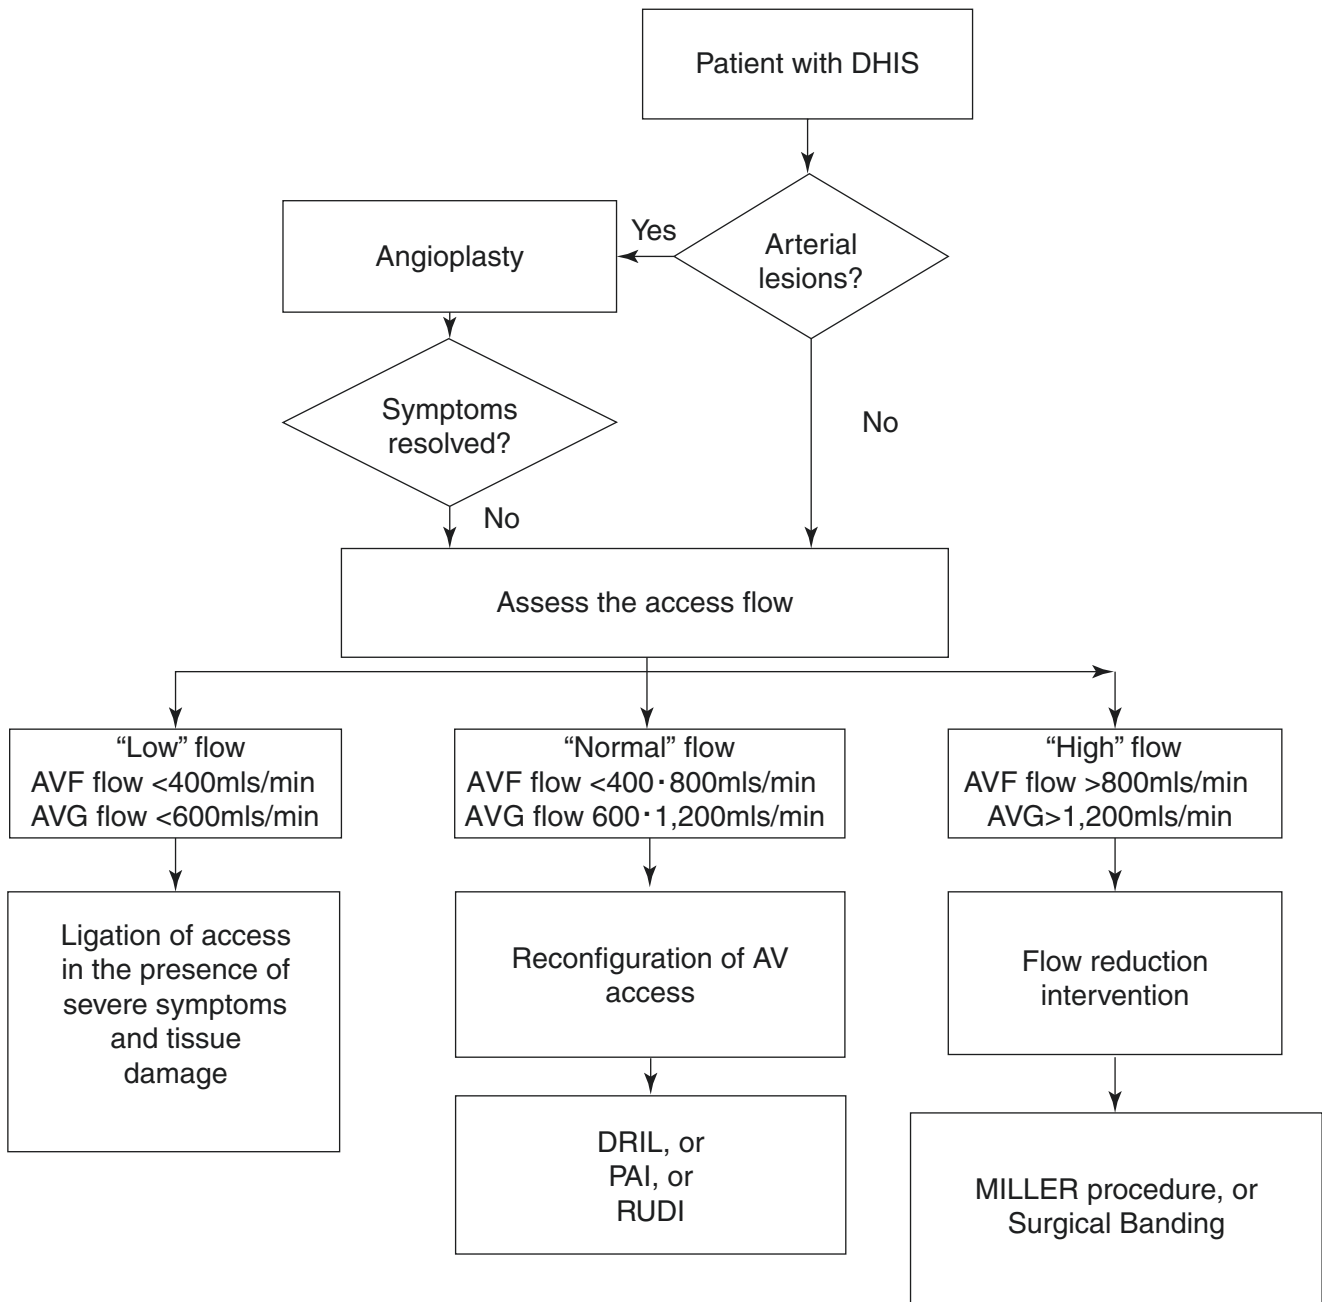 Patient with DHIS
Arterial
lesions?
Yes
Angioplasty
Symptoms
resolved?
No
No
Assess the access flow
“Low” flow
AVF flow <400mls/min
AVG flow <600mls/min
“Normal” flow
AVF flow <400·800mls/min
AVG flow 600·1,200mls/min
“High” flow
AVF flow >800mls/min
AVG>1,200mls/min
Ligation of access
in the presence of
severe symptoms
and tissue
damage
Reconfiguration of AV
access
Flow reduction
intervention
DRIL, or
PAI, or
RUDI
MILLER procedure, or
Surgical Banding